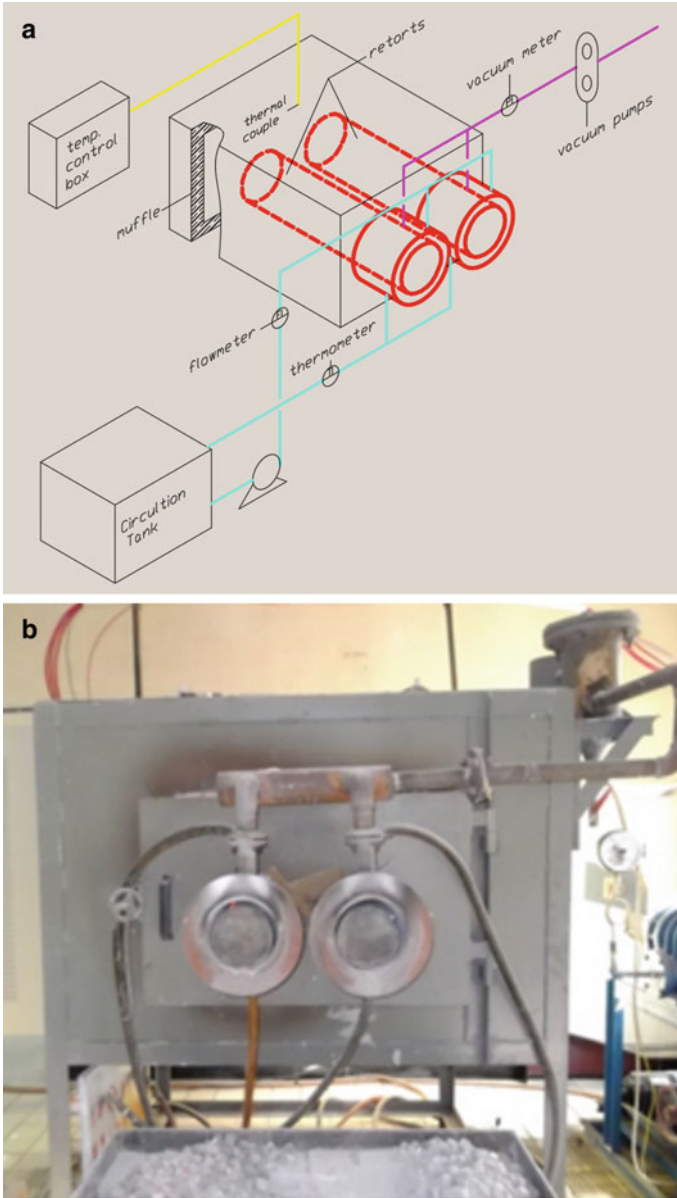 a
retorts
vacuum meter
vacuum pumps
thermal
couple
temp.
control
box
muffle
flowmeter
thermometer
Circultion
Tank
b